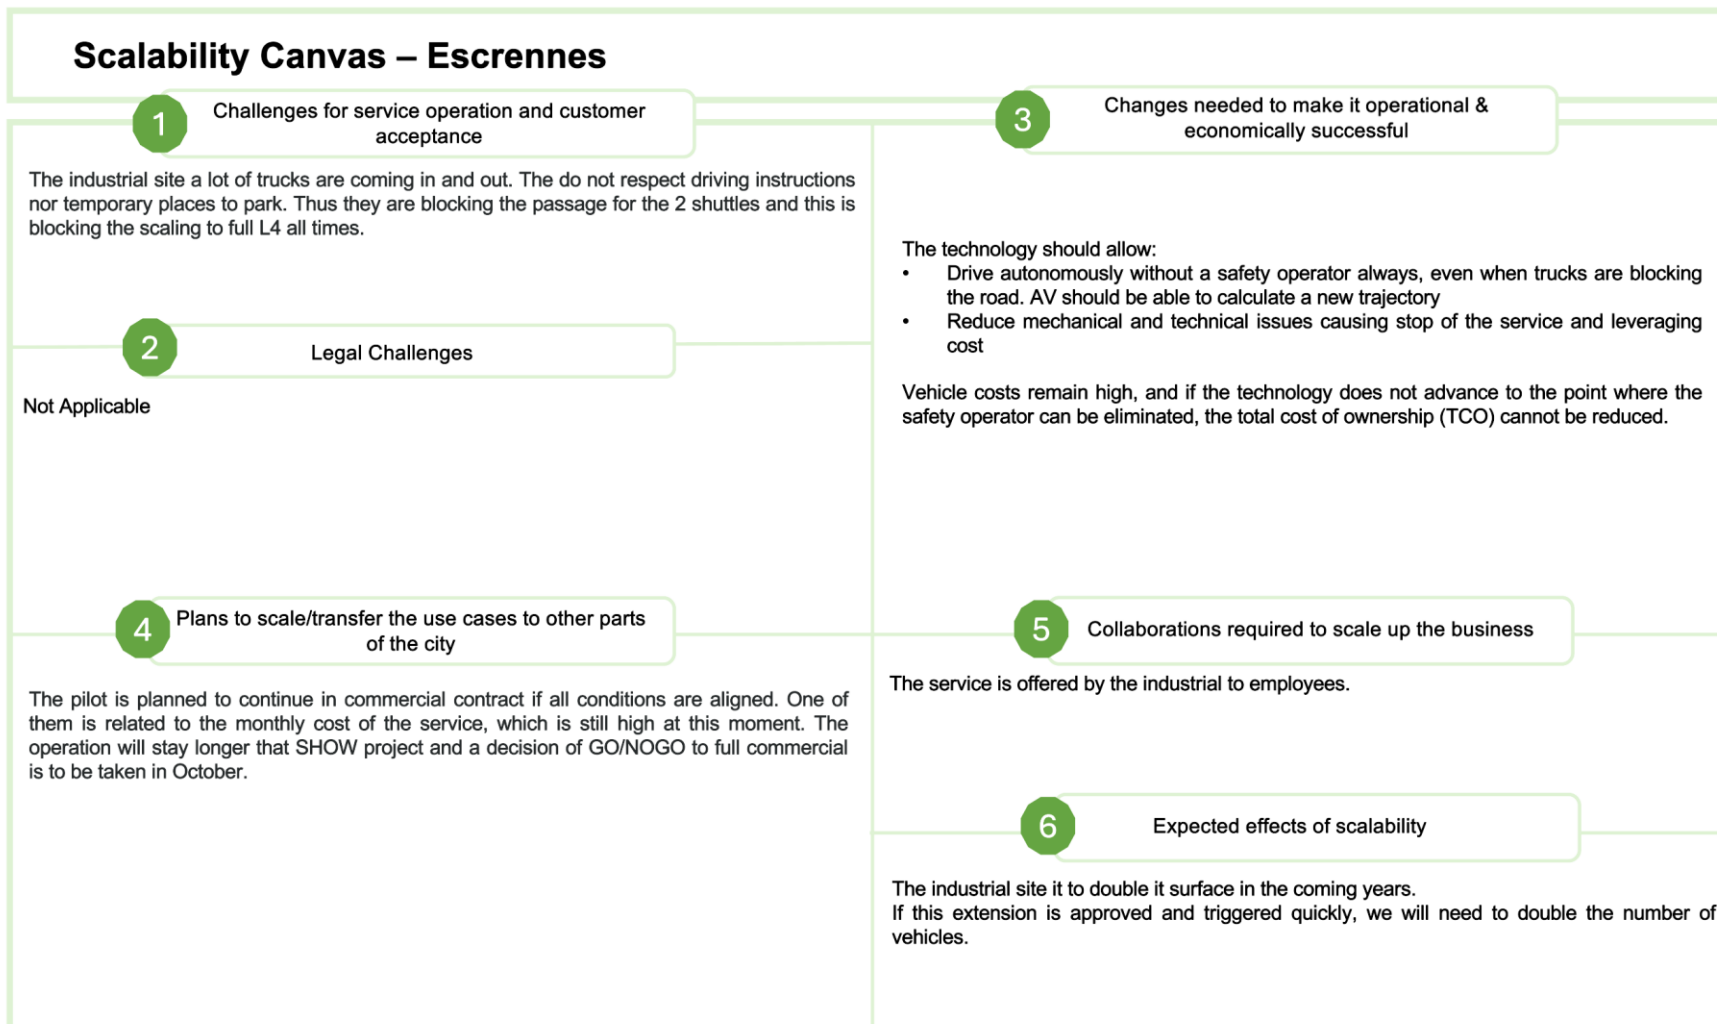 Scalability Canvas – Escrennes
1
Challenges for service operation and customer
acceptance
The industrial site a lot of trucks are coming in and out. The do not respect driving instructions
nor temporary places to park. Thus they are blocking the passage for the 2 shuttles and this is
blocking the scaling to full L4 all times.
2
Legal Challenges
Not Applicable
3
Changes needed to make it operational &
economically successful
The technology should allow:
• Drive autonomously without a safety operator always, even when trucks are blocking
the road. AV should be able to calculate a new trajectory
• Reduce mechanical and technical issues causing stop of the service and leveraging
cost
Vehicle costs remain high, and if the technology does not advance to the point where the
safety operator can be eliminated, the total cost of ownership (TCO) cannot be reduced.
4
Plans to scale/transfer the use cases to other parts
of the city
The pilot is planned to continue in commercial contract if all conditions are aligned. One of
them is related to the monthly cost of the service, which is still high at this moment. The
operation will stay longer that SHOW project and a decision of GO/NOGO to full commercial
is to be taken in October.
5
Collaborations required to scale up the business
The service is offered by the industrial to employees.
6
Expected effects of scalability
The industrial site it to double it surface in the coming years.
If this extension is approved and triggered quickly, we will need to double the number of
vehicles.